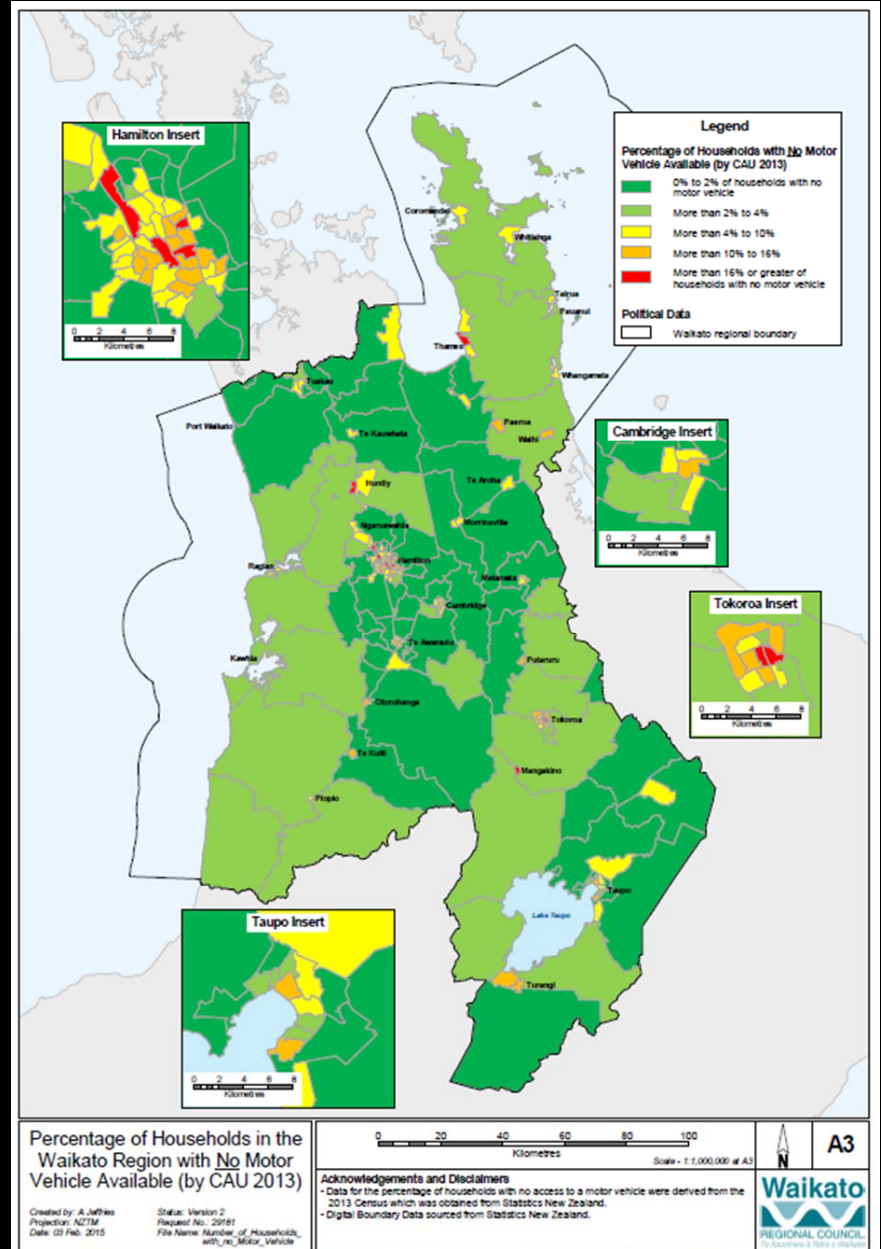 Hamilton Insert
0 2 4 6 8
Kilometres
Legend
Percentage of Households with No Motor
Vehicle Available (by CAU 2013)
0% to 2% of households with no
motor vehicle
More than 2% to 4%
More than 4% to 10%
More than 10% to 16%
More than 16% or greater of
households with no motor vehicle
Political Data
Waikato regional boundary
Coromandel
Whitianga
Tairua
Pauanui
Thames
Whangamata
Tuakau
Port Waikato
Te Kauwhata
Paeroa
Waihi
Cambridge Insert
0 2 4 6 8
Kilometres
Huntly
Te Aroha
Ngaruawahia
Morrinsville
Raglan
Hamilton
Matamata
Cambridge
Tokoroa Insert
0 2 4 6 8
Kilometres
Te Awamutu
Kawhia
Putaruru
Otorohanga
Tokoroa
Te Kuiti
Mangakino
Piopio
Taupo
Lake Taupo
Taupo Insert
0 2 4 6 8
Kilometres
Turangi
Percentage of Households in the
Waikato Region with No Motor
Vehicle Available (by CAU 2013)
Created by: A Jeffries
Projection: NZTM
Date: 03 Feb. 2015
Status: Version 2
Request No.: 29181
File Name: Number_of_Households_
with_no_Motor_Vehicle
0 20 40 60 80 100
Kilometres
Scale - 1:1,000,000 at A3
Acknowledgements and Disclaimers
- Data for the percentage of households with no access to a motor vehicle were derived from the
2013 Census which was obtained from Statistics New Zealand.
- Digital Boundary Data sourced from Statistics New Zealand.
N
A3
Waikato
REGIONAL COUNCIL